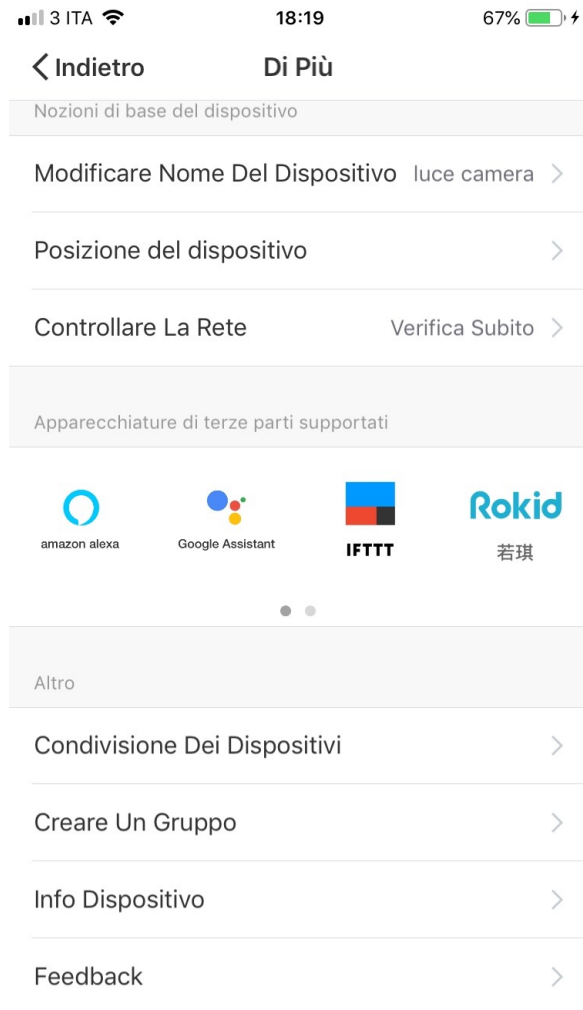 3 ITA 18:19 67%
Indietro Di Più
Nozioni di base del dispositivo
Modificare Nome Del Dispositivo luce camera
Posizione del dispositivo
Controllare La Rete Verifica Subito
Apparecchiature di terze parti supportati
amazon alexa Google Assistant IFTTT Rokid
若琪
Altro
Condivisione Dei Dispositivi
Creare Un Gruppo
Info Dispositivo
Feedback